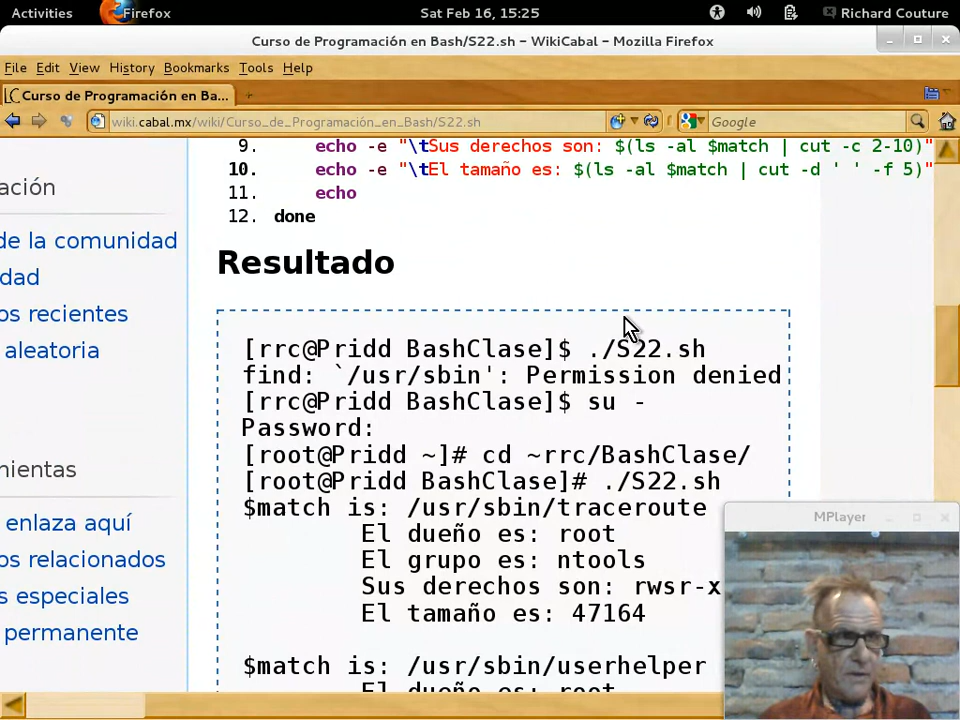 Activities Firefox Sat Feb 16, 15:25 Richard Couture
Curso de Programación en Bash/S22.sh – WikiCabal – Mozilla Firefox
File Edit View History Bookmarks Tools Help
Curso de Programación en Ba...
wiki.cabal.mx/wiki/Curso_de_Programación_en_Bash/S22.sh Google
9. echo -e "\tSus derechos son: $(ls -al $match | cut -c 2-10)"
10. echo -e "\tEl tamaño es: $(ls -al $match | cut -d ' ' -f 5)"
11. echo
12. done
ación
de la comunidad
dad
os recientes
aleatoria
mientas
enlaza aquí
os relacionados
s especiales
permanente
Resultado
[rrc@Pridd BashClase]$ ./S22.sh
find: `/usr/sbin': Permission denied
[rrc@Pridd BashClase]$ su -
Password:
[root@Pridd ~]# cd ~rrc/BashClase/
[root@Pridd BashClase]# ./S22.sh
$match is: /usr/sbin/traceroute
El dueño es: root
El grupo es: ntools
Sus derechos son: rwsr-x
El tamaño es: 47164
$match is: /usr/sbin/userhelper
El dueño es: root
MPlayer